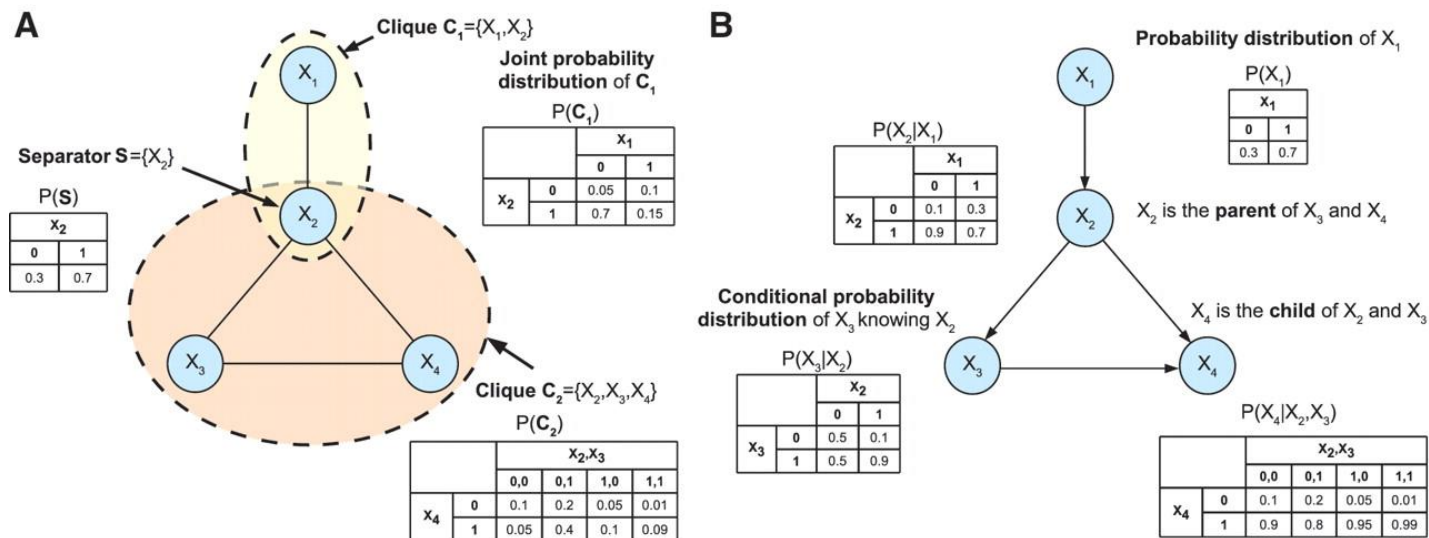 A
Clique C₁={X₁,X₂}
X₁
Joint probability
distribution of C₁
P(C₁)
x₁
0 1
x₂ 0 0.05 0.1
1 0.7 0.15
Separator S={X₂}
P(S)
x₂
0 1
0.3 0.7
X₂
X₃
X₄
Clique C₂={X₂,X₃,X₄}
P(C₂)
x₂,x₃
0,0 0,1 1,0 1,1
x₄ 0 0.1 0.2 0.05 0.01
1 0.05 0.4 0.1 0.09
B
Probability distribution of X₁
X₁
P(X₁)
x₁
0 1
0.3 0.7
P(X₂|X₁)
x₁
0 1
x₂ 0 0.1 0.3
1 0.9 0.7
X₂
X₂ is the parent of X₃ and X₄
Conditional probability
distribution of X₃ knowing X₂
P(X₃|X₂)
x₂
0 1
x₃ 0 0.5 0.1
1 0.5 0.9
X₄ is the child of X₂ and X₃
X₃
X₄
P(X₄|X₂,X₃)
x₂,x₃
0,0 0,1 1,0 1,1
x₄ 0 0.1 0.2 0.05 0.01
1 0.9 0.8 0.95 0.99